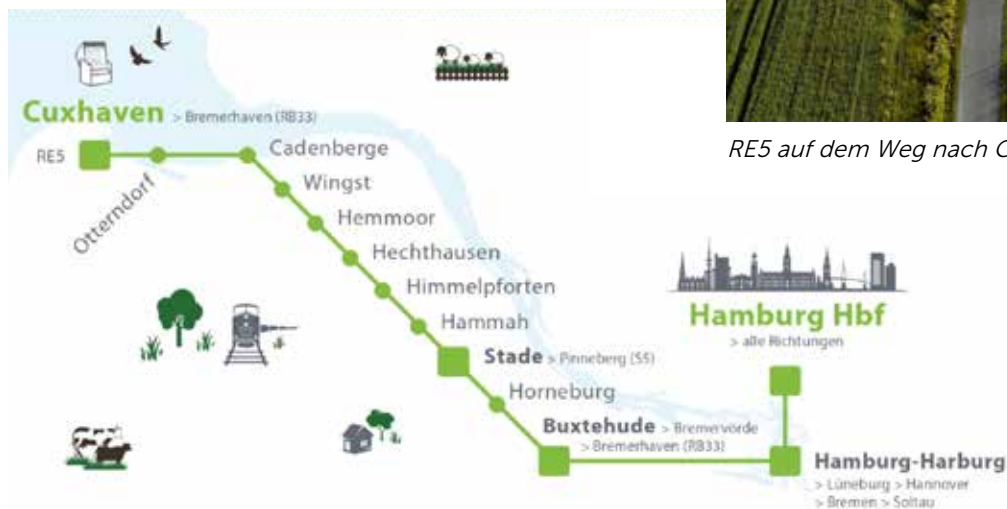 RE5 auf dem Weg nach C
Cuxhaven > Bremerhaven (RB33)
RE5
Otterndorf
Cadenberge
Wingst
Hemmoor
Hechthausen
Himmelpforten
Hammah
Stade > Pinneberg (S5)
Horneburg
Buxtehude > Bremervörde
> Bremerhaven (RB33)
Hamburg Hbf
> alle Richtungen
Hamburg-Harburg
> Lüneburg > Hannover
> Bremen > Soltau